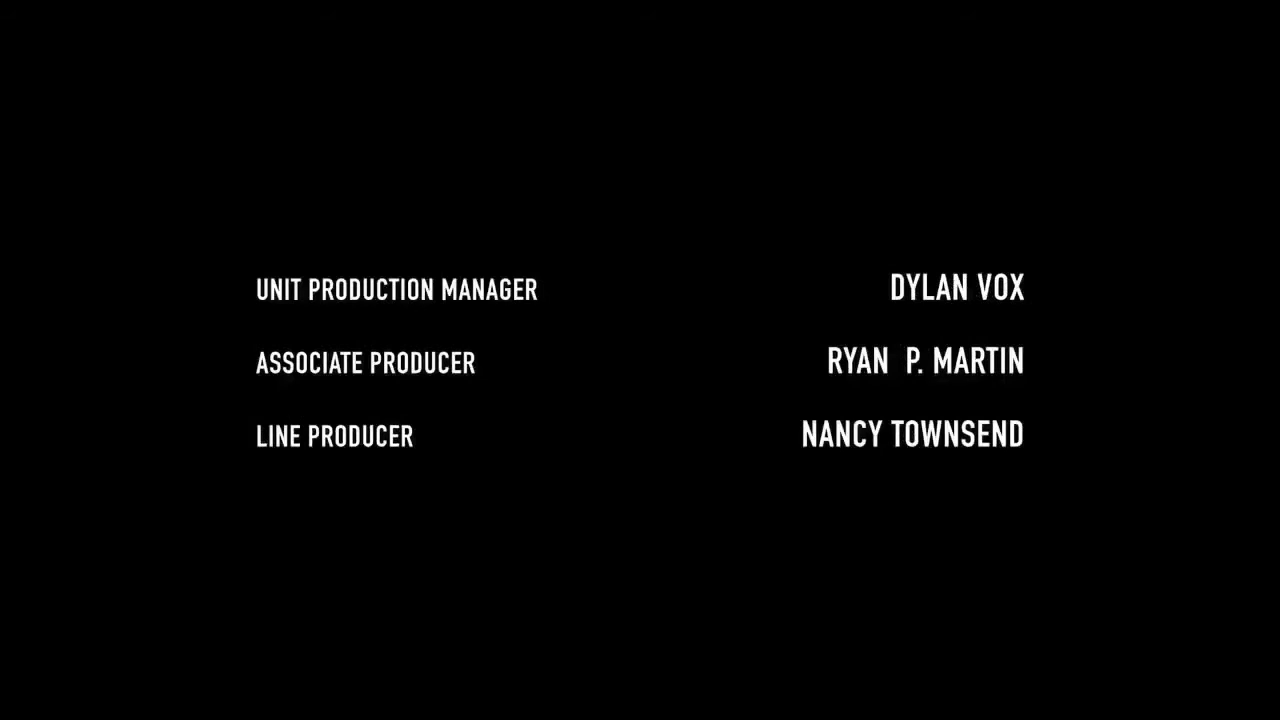 UNIT PRODUCTION MANAGER DYLAN VOX
ASSOCIATE PRODUCER RYAN  P. MARTIN
LINE PRODUCER NANCY TOWNSEND